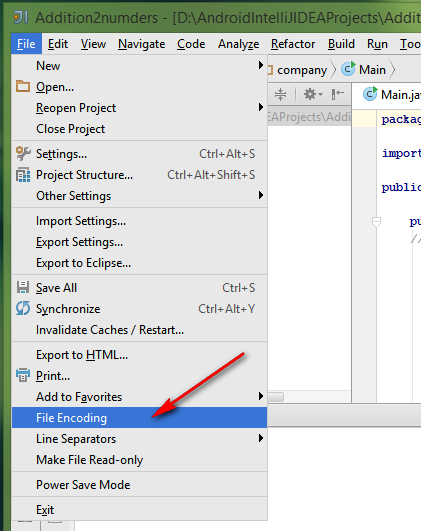 Addition2numders - [D:\AndroidIntelliJIDEAProjects\Addi
File Edit View Navigate Code Analyze Refactor Build Run Too
company Main
New
Open...
Reopen Project
Close Project
Settings... Ctrl+Alt+S
Project Structure... Ctrl+Alt+Shift+S
Other Settings
Import Settings...
Export Settings...
Export to Eclipse...
Save All Ctrl+S
Synchronize Ctrl+Alt+Y
Invalidate Caches / Restart...
Export to HTML...
Print...
Add to Favorites
File Encoding
Line Separators
Make File Read-only
Power Save Mode
Exit
EAProjects\Addi
Main.ja
packag
import
public
pu
//